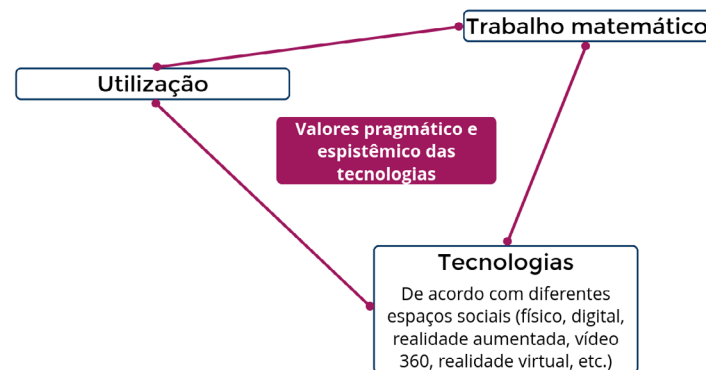 Trabalho matemático
Utilização
Valores pragmático e
espistêmico das
tecnologias
Tecnologias
De acordo com diferentes
espaços sociais (físico, digital,
realidade aumentada, vídeo
360, realidade virtual, etc.)